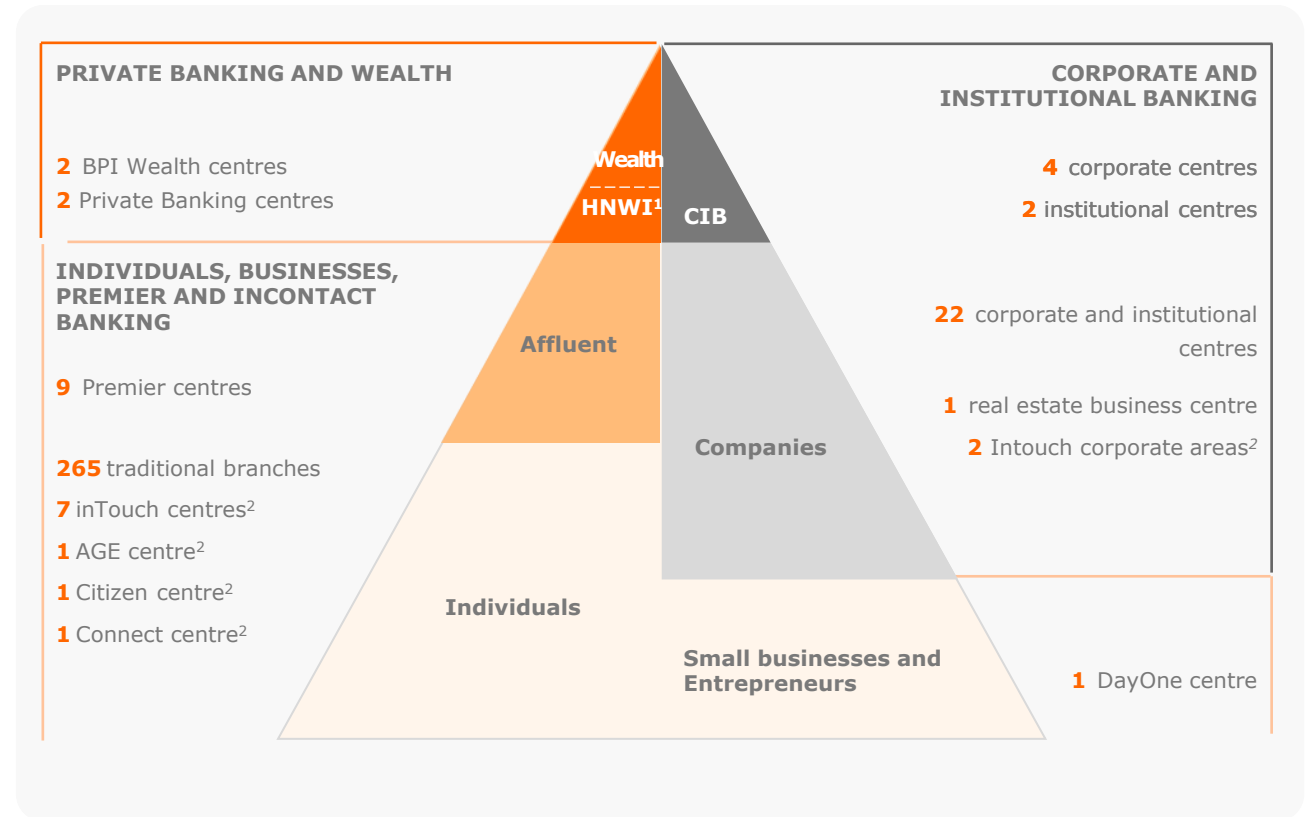 PRIVATE BANKING AND WEALTH
2 BPI Wealth centres
2 Private Banking centres
INDIVIDUALS, BUSINESSES,
PREMIER AND INCONTACT
BANKING
9 Premier centres
265 traditional branches
7 inTouch centres²
1 AGE centre²
1 Citizen centre²
1 Connect centre²
Wealth
HNWI¹
CIB
Affluent
Companies
Individuals
Small businesses and
Entrepreneurs
CORPORATE AND
INSTITUTIONAL BANKING
4 corporate centres
2 institutional centres
22 corporate and institutional
centres
1 real estate business centre
2 Intouch corporate areas²
1 DayOne centre